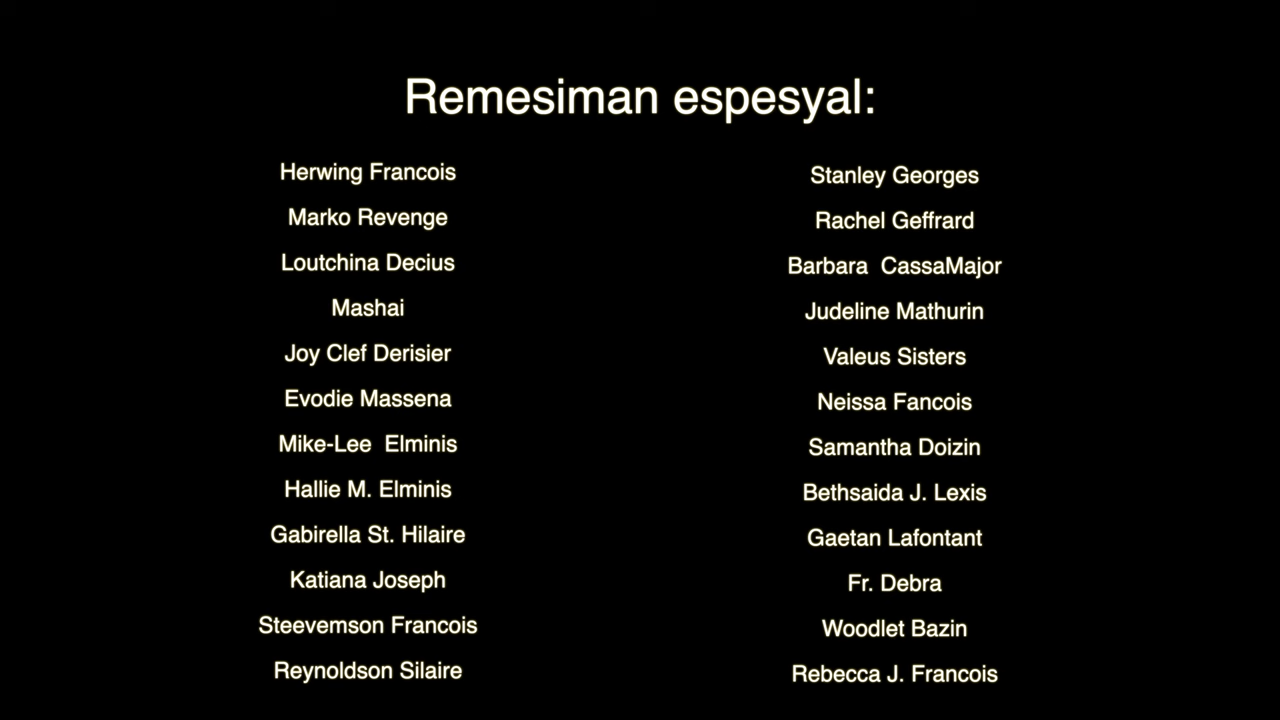 Remesiman espesyal:
Herwing Francois
Marko Revenge
Loutchina Decius
Mashai
Joy Clef Derisier
Evodie Massena
Mike-Lee  Elminis
Hallie M. Elminis
Gabirella St. Hilaire
Katiana Joseph
Steevemson Francois
Reynoldson Silaire
Stanley Georges
Rachel Geffrard
Barbara  CassaMajor
Judeline Mathurin
Valeus Sisters
Neissa Fancois
Samantha Doizin
Bethsaida J. Lexis
Gaetan Lafontant
Fr. Debra
Woodlet Bazin
Rebecca J. Francois